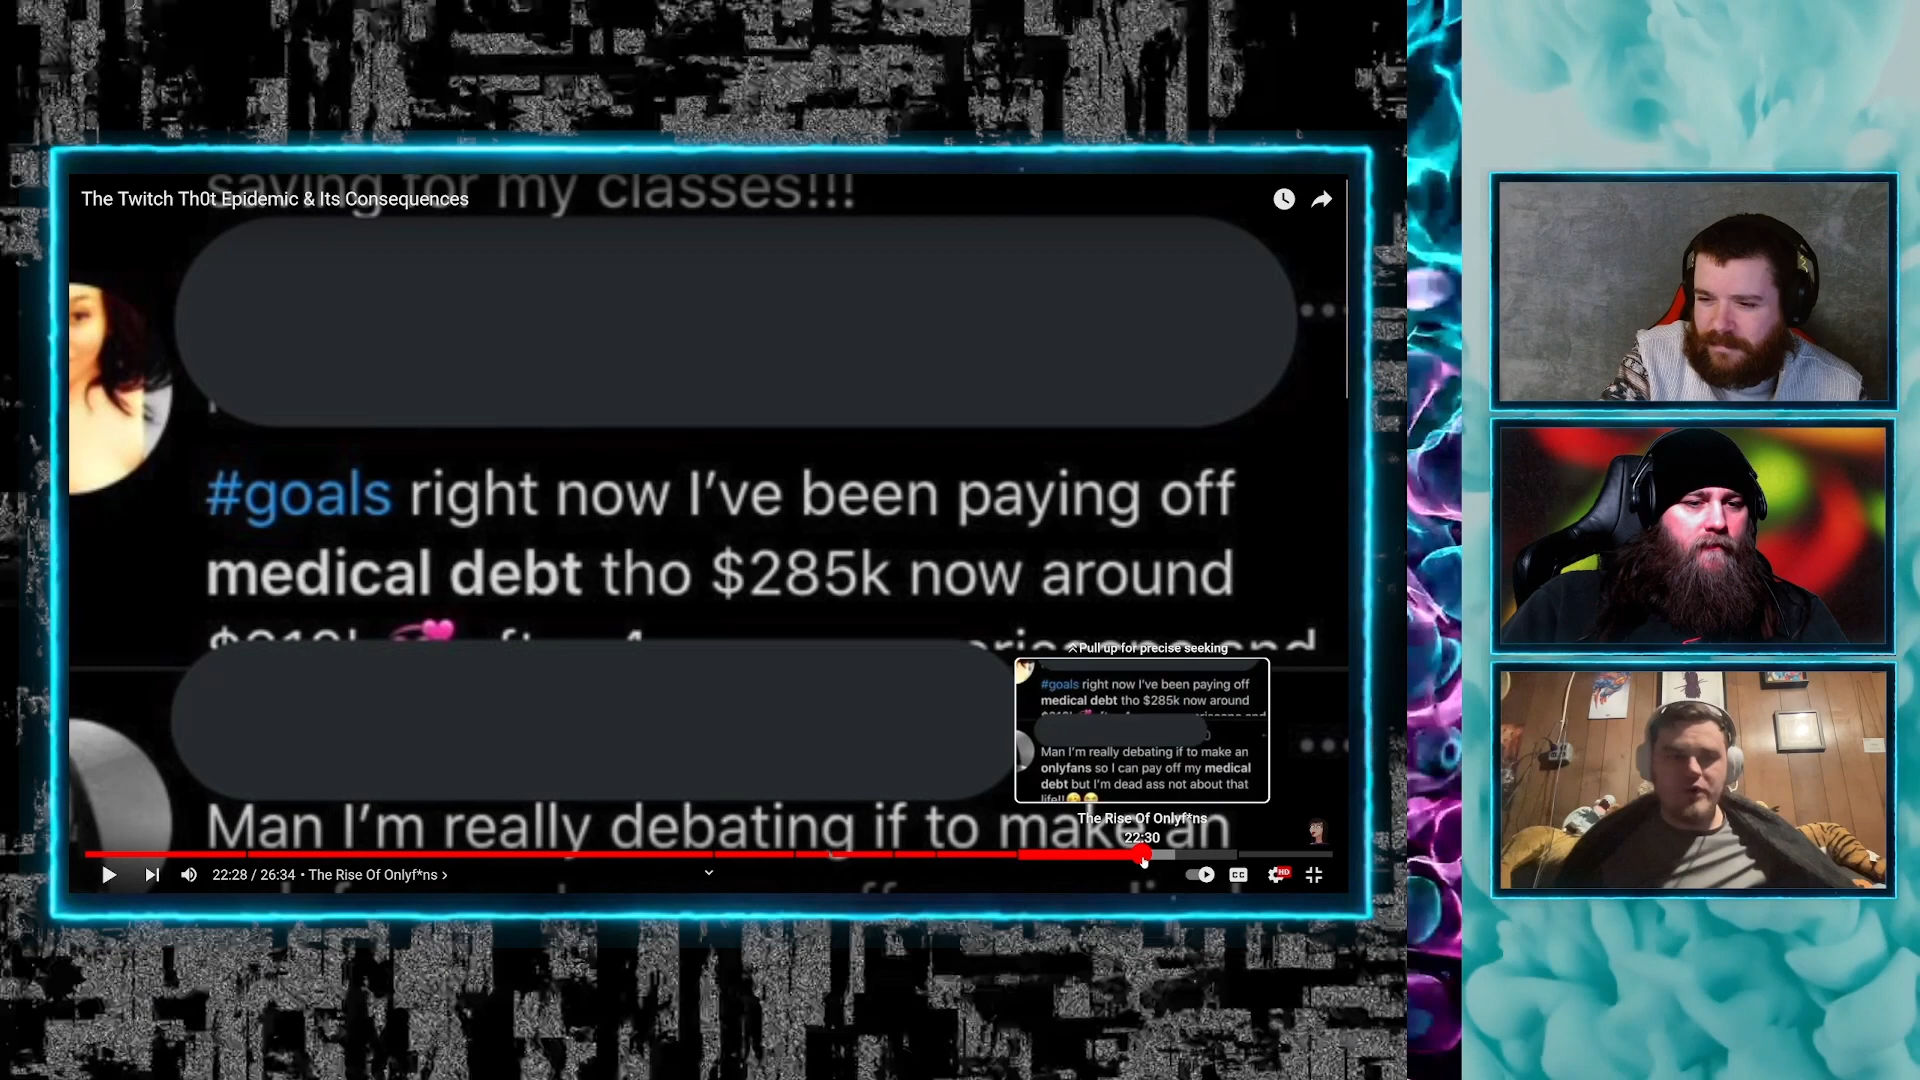 saving for my classes!!!
The Twitch Th0t Epidemic & Its Consequences
#goals right now I've been paying off
medical debt tho $285k now around
and
Pull up for precise seeking
#goals right now I've been paying off
medical debt tho $285k now around
Man I'm really debating if to make an
onlyfans so I can pay off my medical
debt but I'm dead ass not about that
life!!
The Rise Of Onlyf*ns
22:30
Man I'm really debating if to make an
22:28 / 26:34 • The Rise Of Onlyf*ns
CC
HD